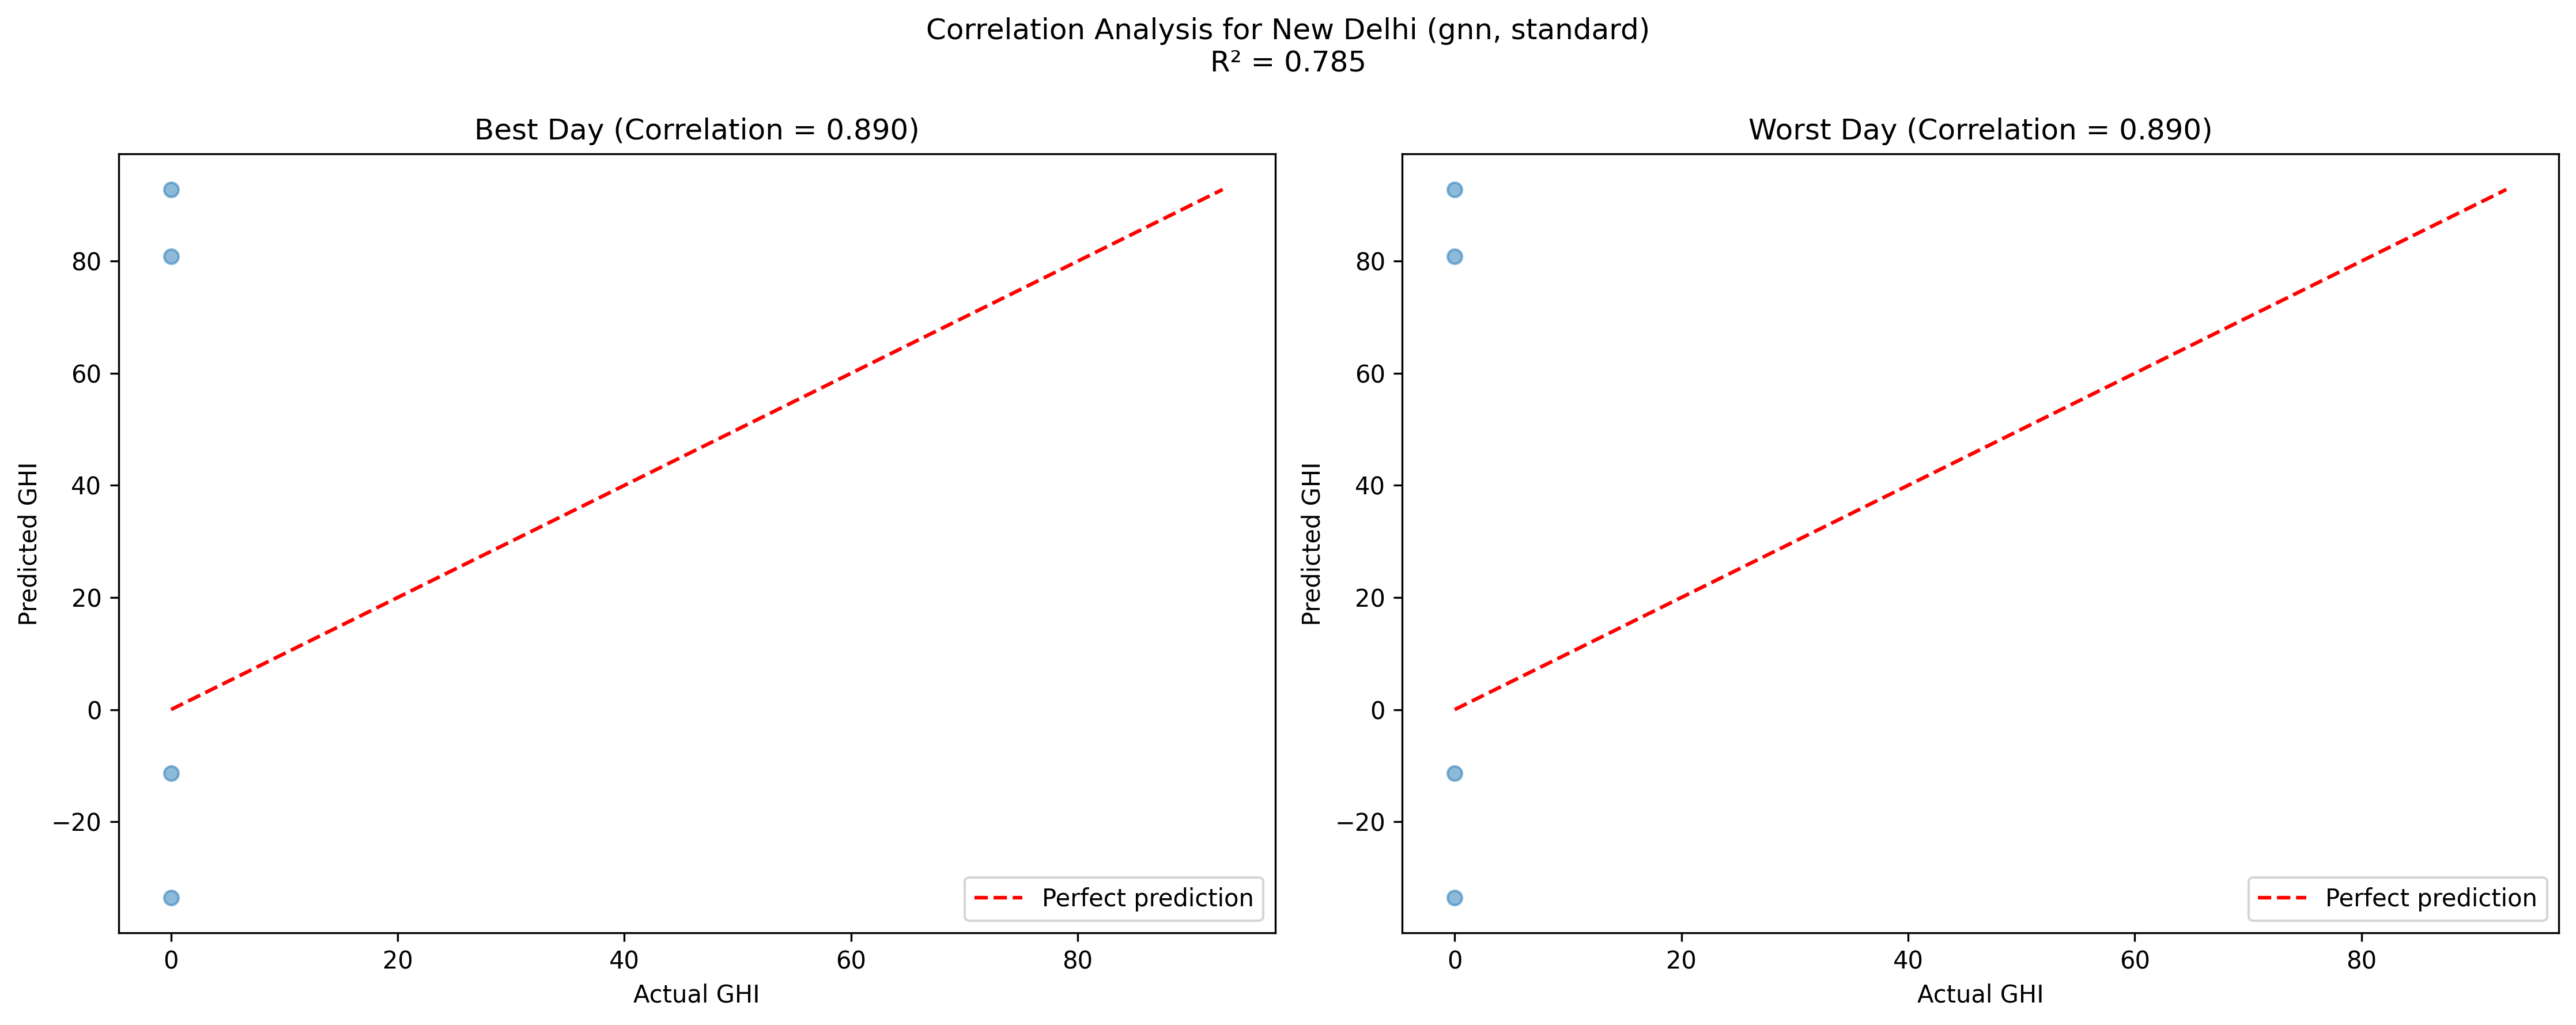 Correlation Analysis for New Delhi (gnn, standard)
R² = 0.785
Best Day (Correlation = 0.890)
Predicted GHI
80
60
40
20
0
−20
0 20 40 60 80
Actual GHI
Perfect prediction
Worst Day (Correlation = 0.890)
Predicted GHI
80
60
40
20
0
−20
0 20 40 60 80
Actual GHI
Perfect prediction